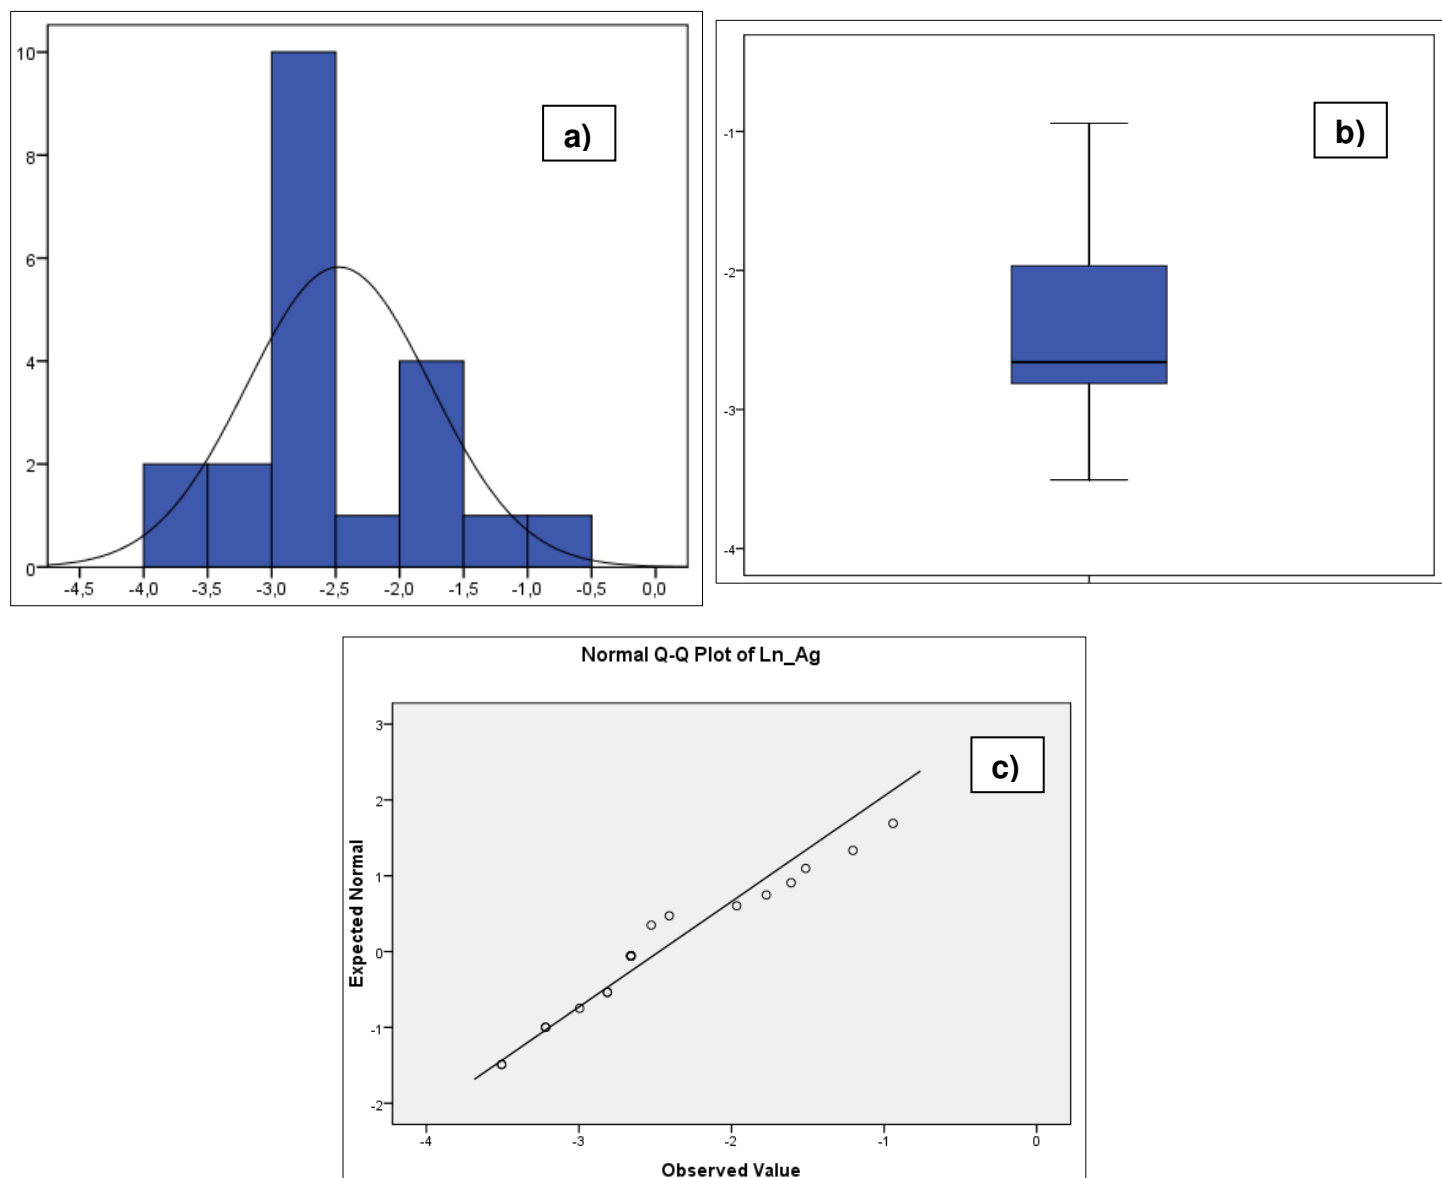 10
8
6
4
2
0
-4,5 -4,0 -3,5 -3,0 -2,5 -2,0 -1,5 -1,0 -0,5 0,0
a)
-1
-2
-3
-4
b)
Normal Q-Q Plot of Ln_Ag
3
2
1
0
-1
-2
Expected Normal
c)
-4 -3 -2 -1 0
Observed Value